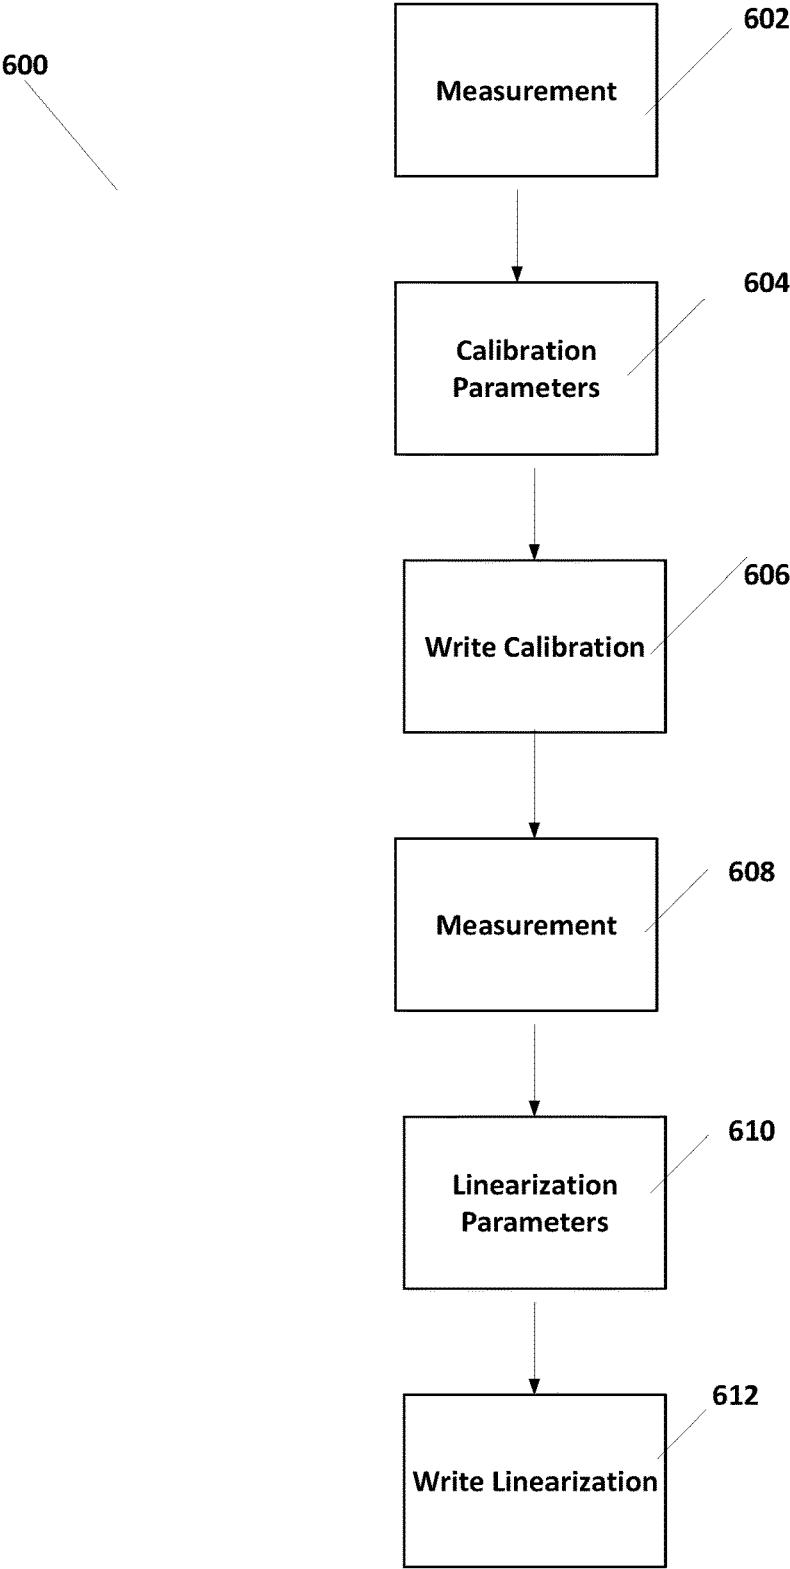 602
600
Measurement
604
Calibration
Parameters
606
Write Calibration
608
Measurement
610
Linearization
Parameters
612
Write Linearization